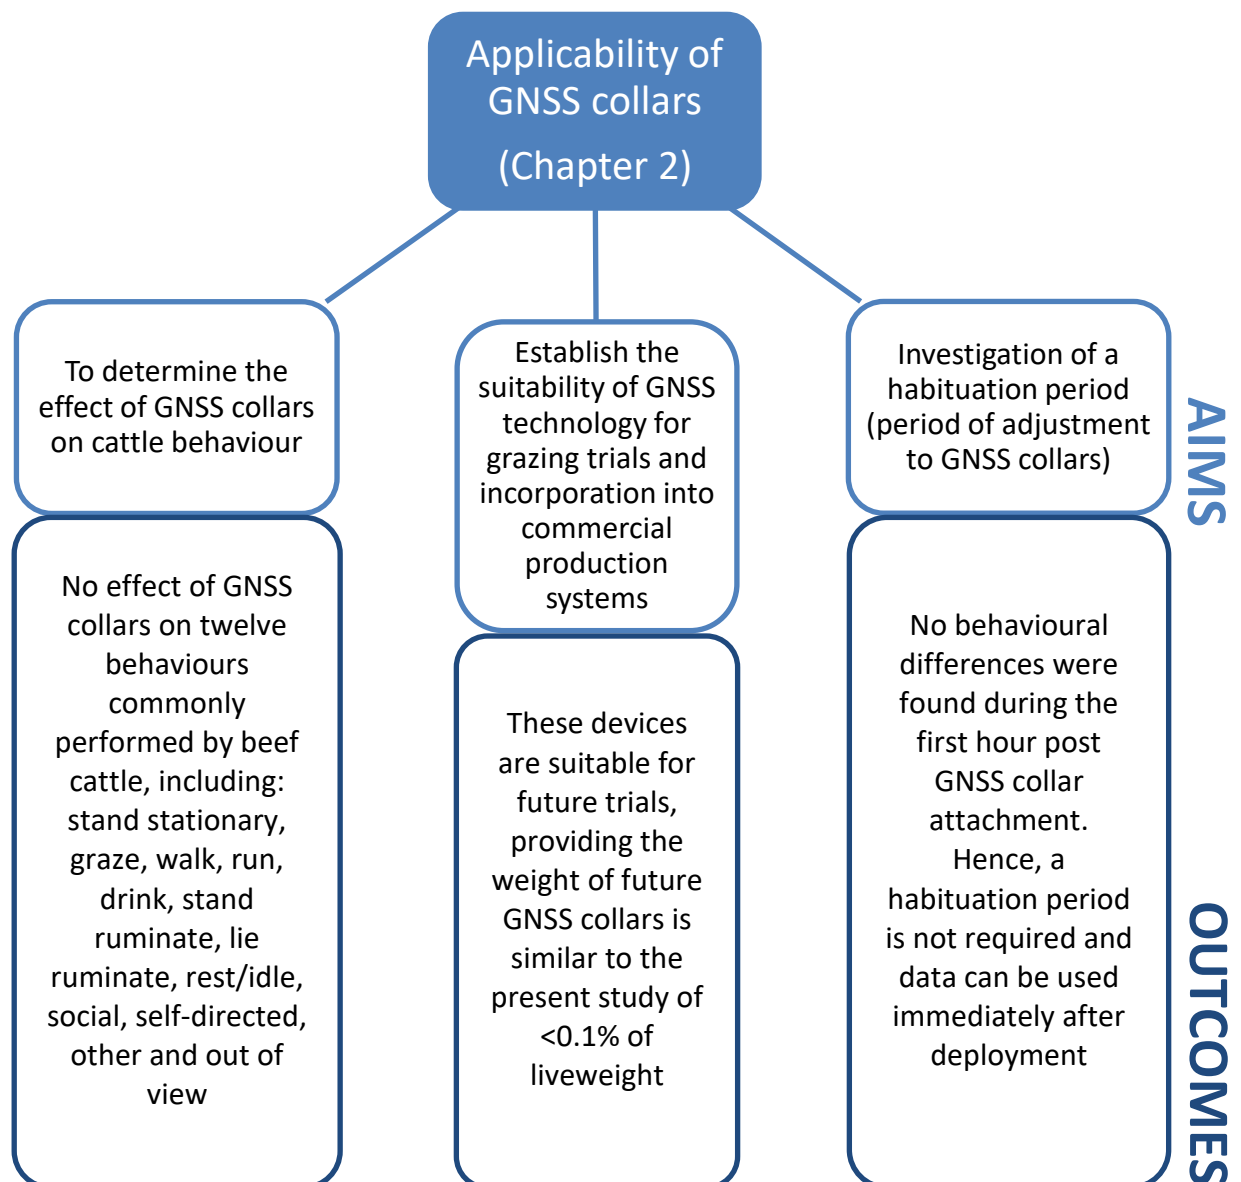 Applicability of
GNSS collars
(Chapter 2)
To determine the
effect of GNSS collars
on cattle behaviour
Establish the
suitability of GNSS
technology for
grazing trials and
incorporation into
commercial
production
systems
Investigation of a
habituation period
(period of adjustment
to GNSS collars)
AIMS
No effect of GNSS
collars on twelve
behaviours
commonly
performed by beef
cattle, including:
stand stationary,
graze, walk, run,
drink, stand
ruminate, lie
ruminate, rest/idle,
social, self-directed,
other and out of
view
These devices
are suitable for
future trials,
providing the
weight of future
GNSS collars is
similar to the
present study of
<0.1% of
liveweight
No behavioural
differences were
found during the
first hour post
GNSS collar
attachment.
Hence, a
habituation period
is not required and
data can be used
immediately after
deployment
OUTCOMES